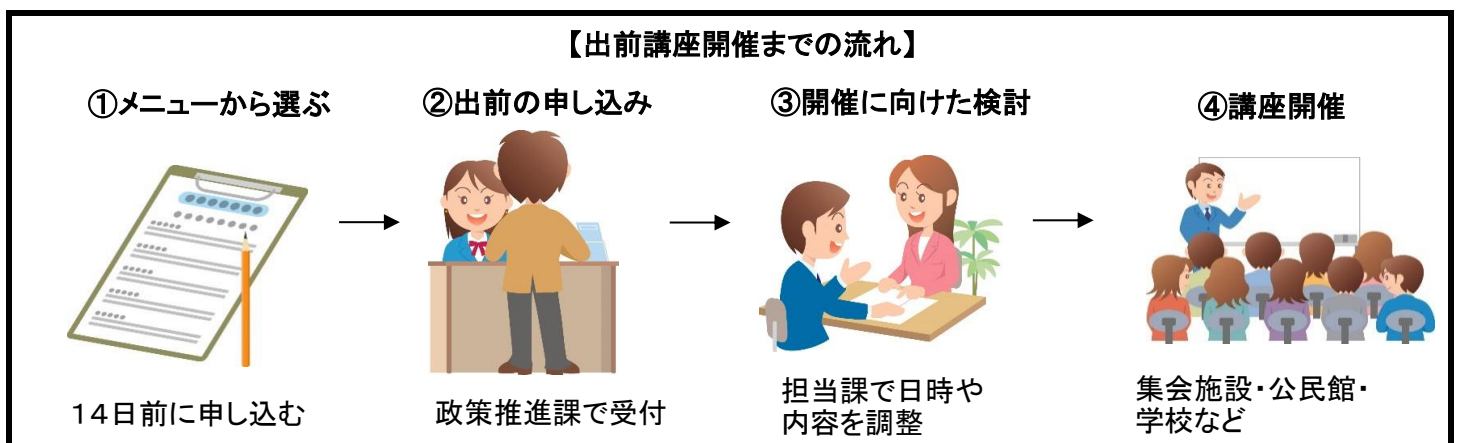 【出前講座開催までの流れ】
①メニューから選ぶ
②出前の申し込み
③開催に向けた検討
④講座開催
14日前に申し込む
政策推進課で受付
担当課で日時や
内容を調整
集会施設・公民館・
学校など